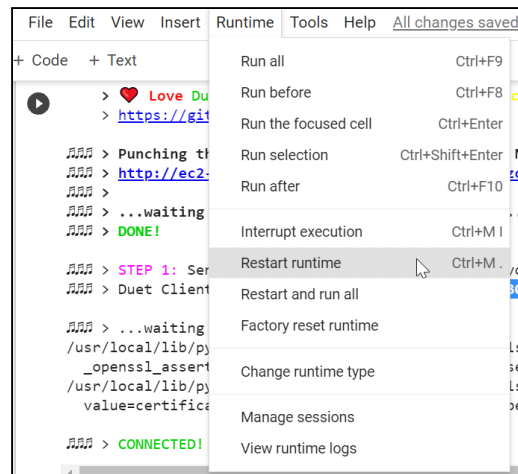 File Edit View Insert Runtime Tools Help All changes saved
+ Code + Text
> ❤ Love Du
> https://git
♫♫♫ > Punching th
♫♫♫ > http://ec2-
♫♫♫ >
♫♫♫ > ...waiting
♫♫♫ > DONE!
♫♫♫ > STEP 1: Ser
♫♫♫ > Duet Client
♫♫♫ > ...waiting
/usr/local/lib/py
_openssl_assert
/usr/local/lib/py
value=certifica
♫♫♫ > CONNECTED!
Run all Ctrl+F9
Run before Ctrl+F8
Run the focused cell Ctrl+Enter
Run selection Ctrl+Shift+Enter
Run after Ctrl+F10
Interrupt execution Ctrl+M I
Restart runtime Ctrl+M .
Restart and run all
Factory reset runtime
Change runtime type
Manage sessions
View runtime logs